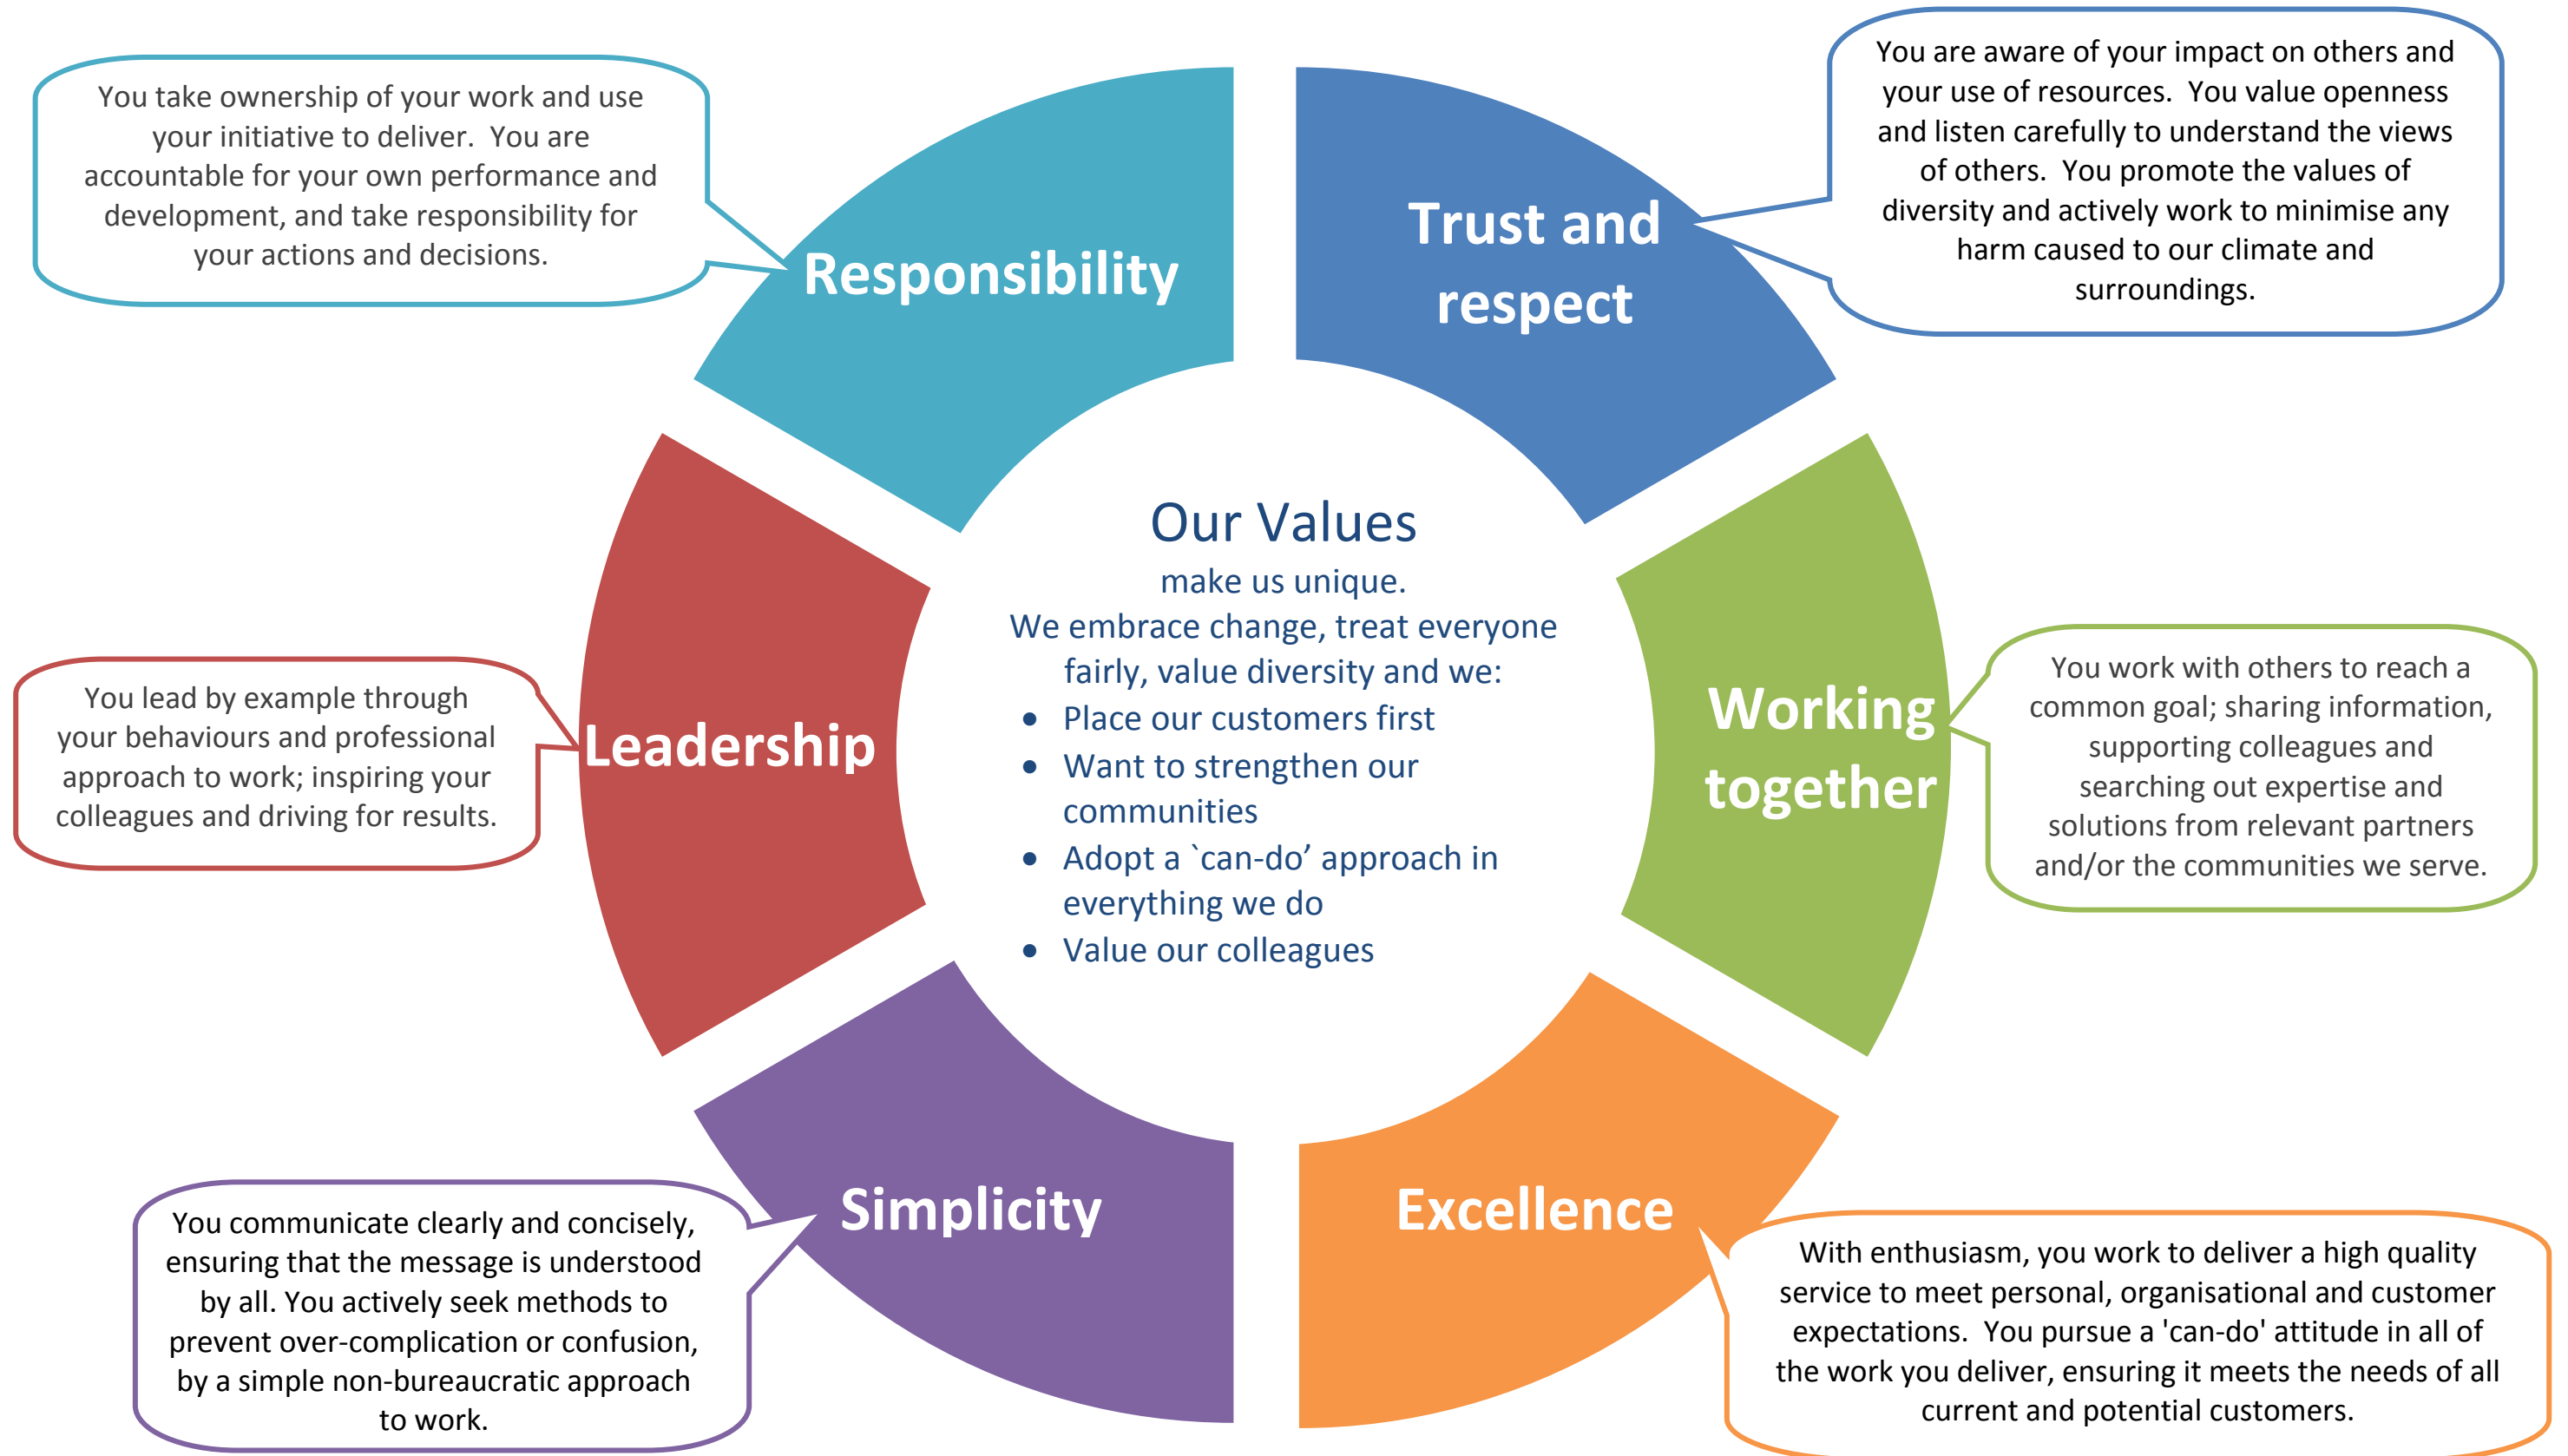 You take ownership of your work and use
your initiative to deliver.  You are
accountable for your own performance and
development, and take responsibility for
your actions and decisions.
Responsibility
Trust and
respect
You are aware of your impact on others and
your use of resources.  You value openness
and listen carefully to understand the views
of others.  You promote the values of
diversity and actively work to minimise any
harm caused to our climate and
surroundings.
Our Values
make us unique.
We embrace change, treat everyone
fairly, value diversity and we:
• Place our customers first
• Want to strengthen our
communities
• Adopt a `can-do’ approach in
everything we do
• Value our colleagues
You lead by example through
your behaviours and professional
approach to work; inspiring your
colleagues and driving for results.
Leadership
Working
together
You work with others to reach a
common goal; sharing information,
supporting colleagues and
searching out expertise and
solutions from relevant partners
and/or the communities we serve.
You communicate clearly and concisely,
ensuring that the message is understood
by all. You actively seek methods to
prevent over-complication or confusion,
by a simple non-bureaucratic approach
to work.
Simplicity
Excellence
With enthusiasm, you work to deliver a high quality
service to meet personal, organisational and customer
expectations.  You pursue a 'can-do' attitude in all of
the work you deliver, ensuring it meets the needs of all
current and potential customers.